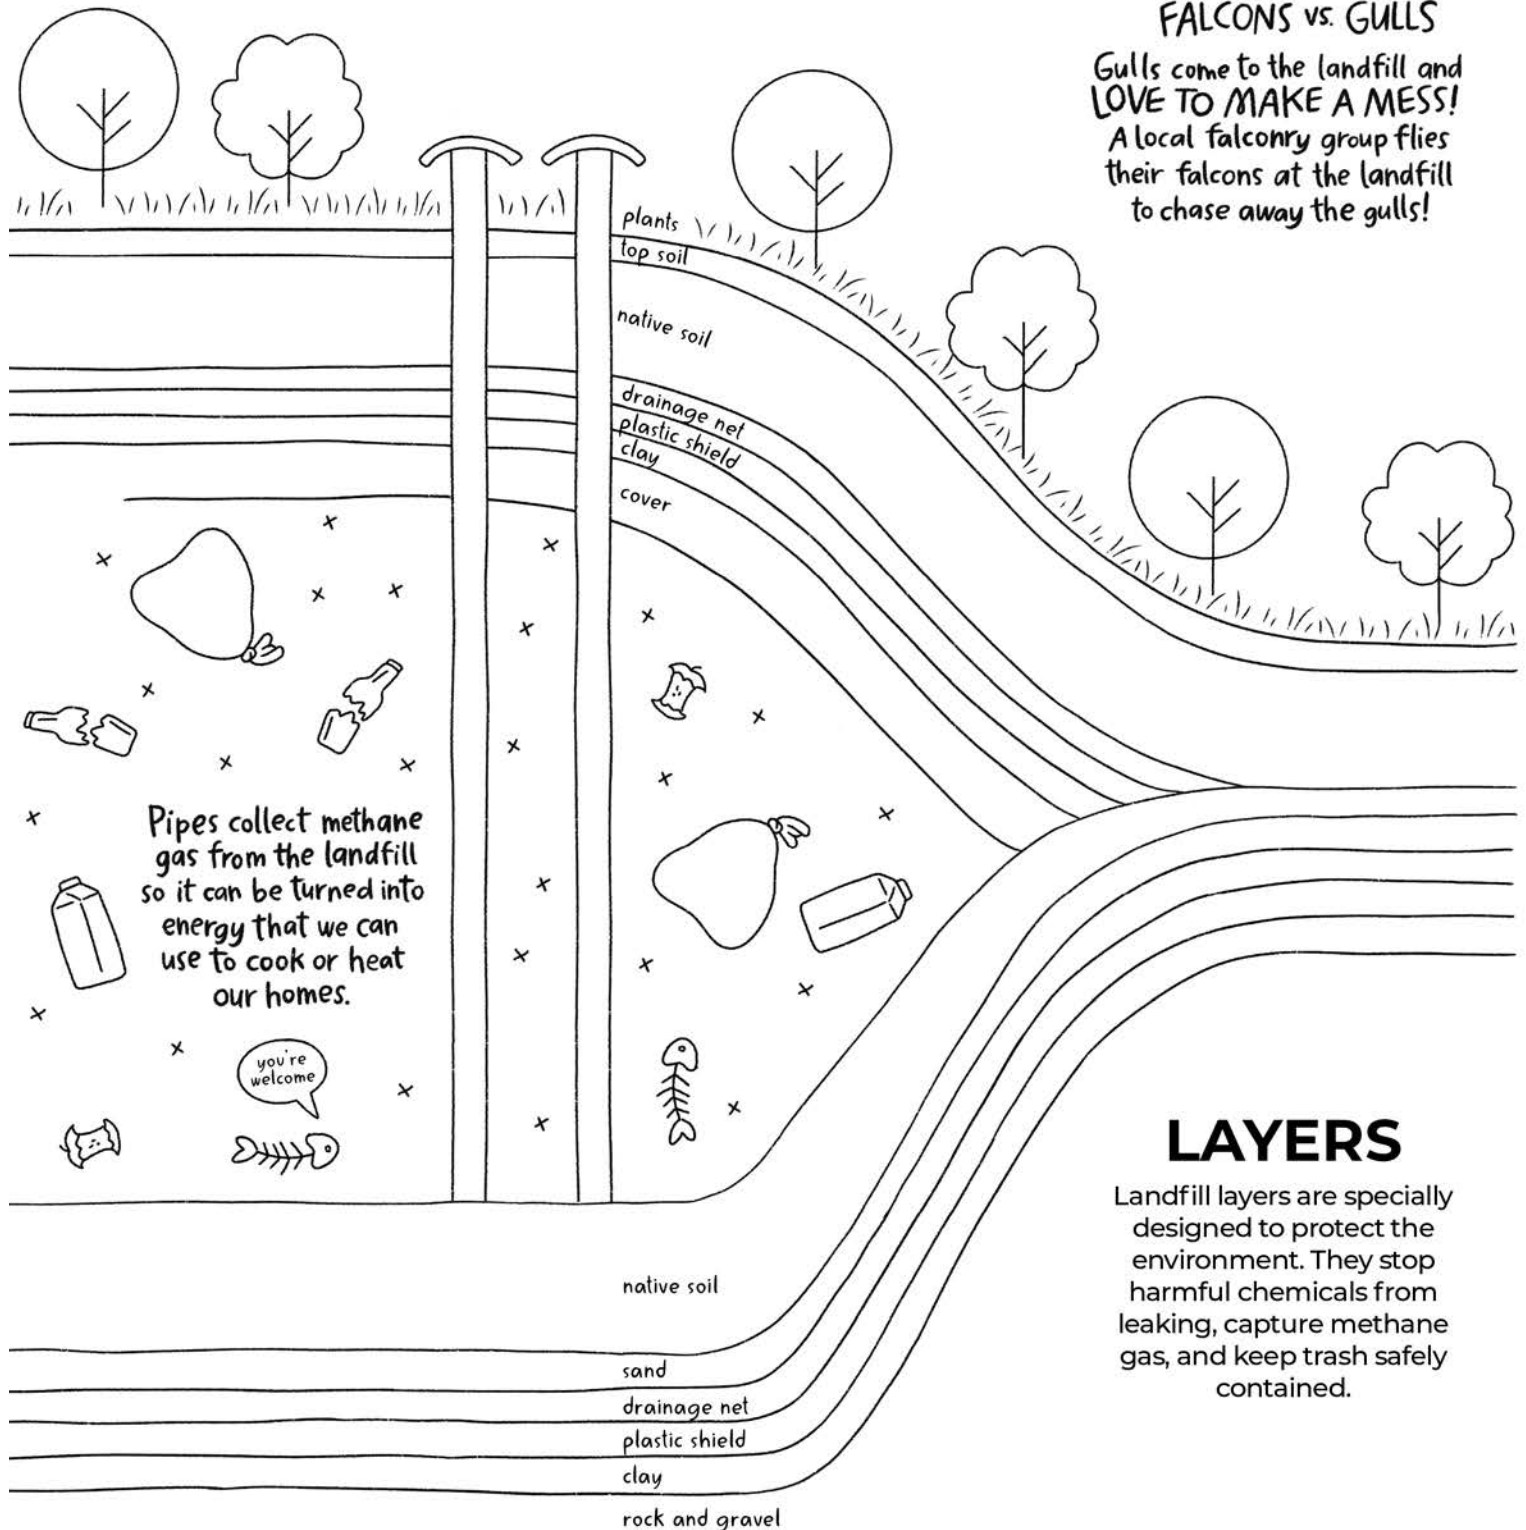 FALCONS vs. GULLS
Gulls come to the landfill and
LOVE TO MAKE A MESS!
A local falconry group flies
their falcons at the landfill
to chase away the gulls!
plants
top soil
native soil
drainage net
plastic shield
clay
cover
Pipes collect methane
gas from the landfill
so it can be turned into
energy that we can
use to cook or heat
our homes.
you're
welcome
LAYERS
Landfill layers are specially
designed to protect the
environment. They stop
harmful chemicals from
leaking, capture methane
gas, and keep trash safely
contained.
native soil
sand
drainage net
plastic shield
clay
rock and gravel